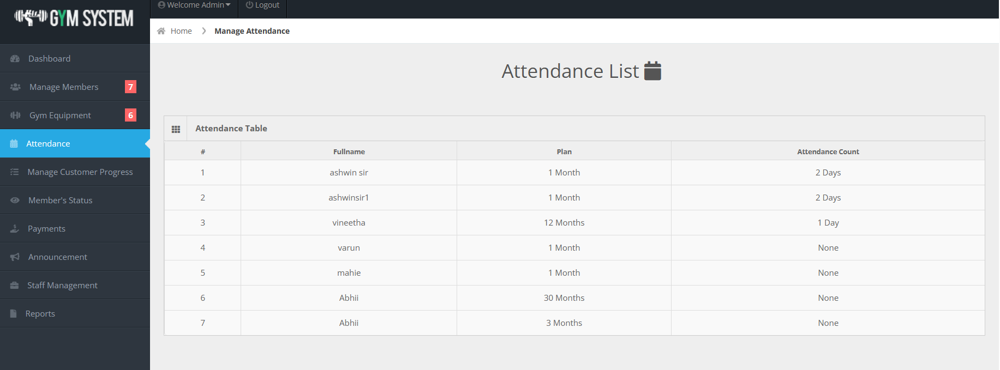 GYM SYSTEM
Welcome Admin
Logout
Home
Manage Attendance
Dashboard
Manage Members 7
Gym Equipment 6
Attendance
Manage Customer Progress
Member's Status
Payments
Announcement
Staff Management
Reports
Attendance List
Attendance Table
# Fullname Plan Attendance Count
1 ashwin sir 1 Month 2 Days
2 ashwinsir1 1 Month 2 Days
3 vineetha 12 Months 1 Day
4 varun 1 Month None
5 mahie 1 Month None
6 Abhii 30 Months None
7 Abhii 3 Months None